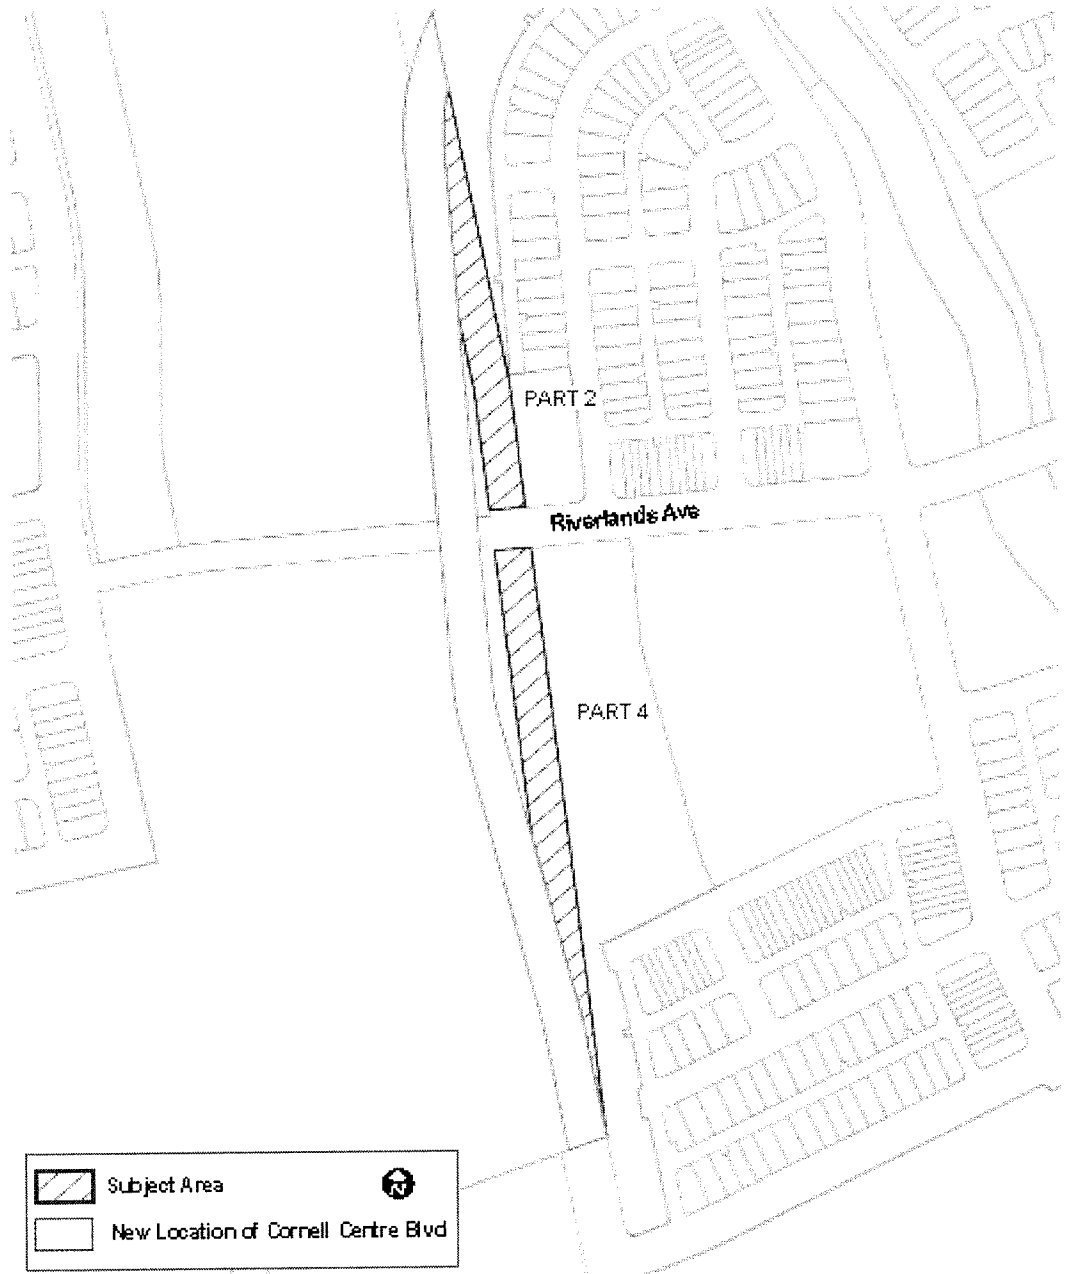 PART 2
Riverlands Ave
PART 4
Subject Area
N
New Location of Cornell Centre Blvd